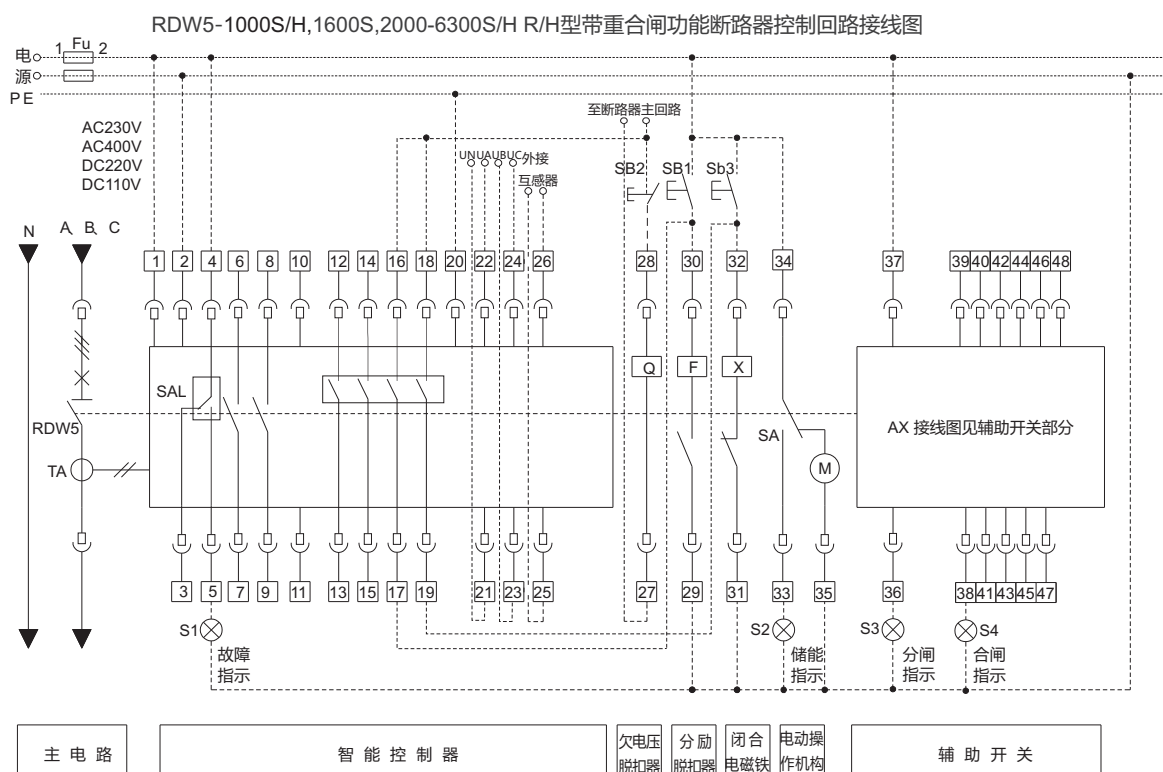 RDW5-1000S/H,1600S,2000-6300S/H R/H型带重合闸功能断路器控制回路接线图
电 1 Fu 2
源
PE
至断路器主回路
AC230V
AC400V
DC220V
DC110V
UN UA UB UC 外接
互感器
SB2 SB1 Sb3
N A、B、C
1 2 4 6 8 10 12 14 16 18 20 22 24 26 28 30 32 34 37 39 40 42 44 46 48
Q F X
SAL
RDW5
SA
AX 接线图见辅助开关部分
TA
M
3 5 7 9 11 13 15 17 19 21 23 25 27 29 31 33 35 36 38 41 43 45 47
S1 S2 S3 S4
故障 储能 分闸 合闸
指示 指示 指示 指示
主电路
智能控制器
欠电压
脱扣器
分励
脱扣器
闭合
电磁铁
电动操
作机构
辅助开关